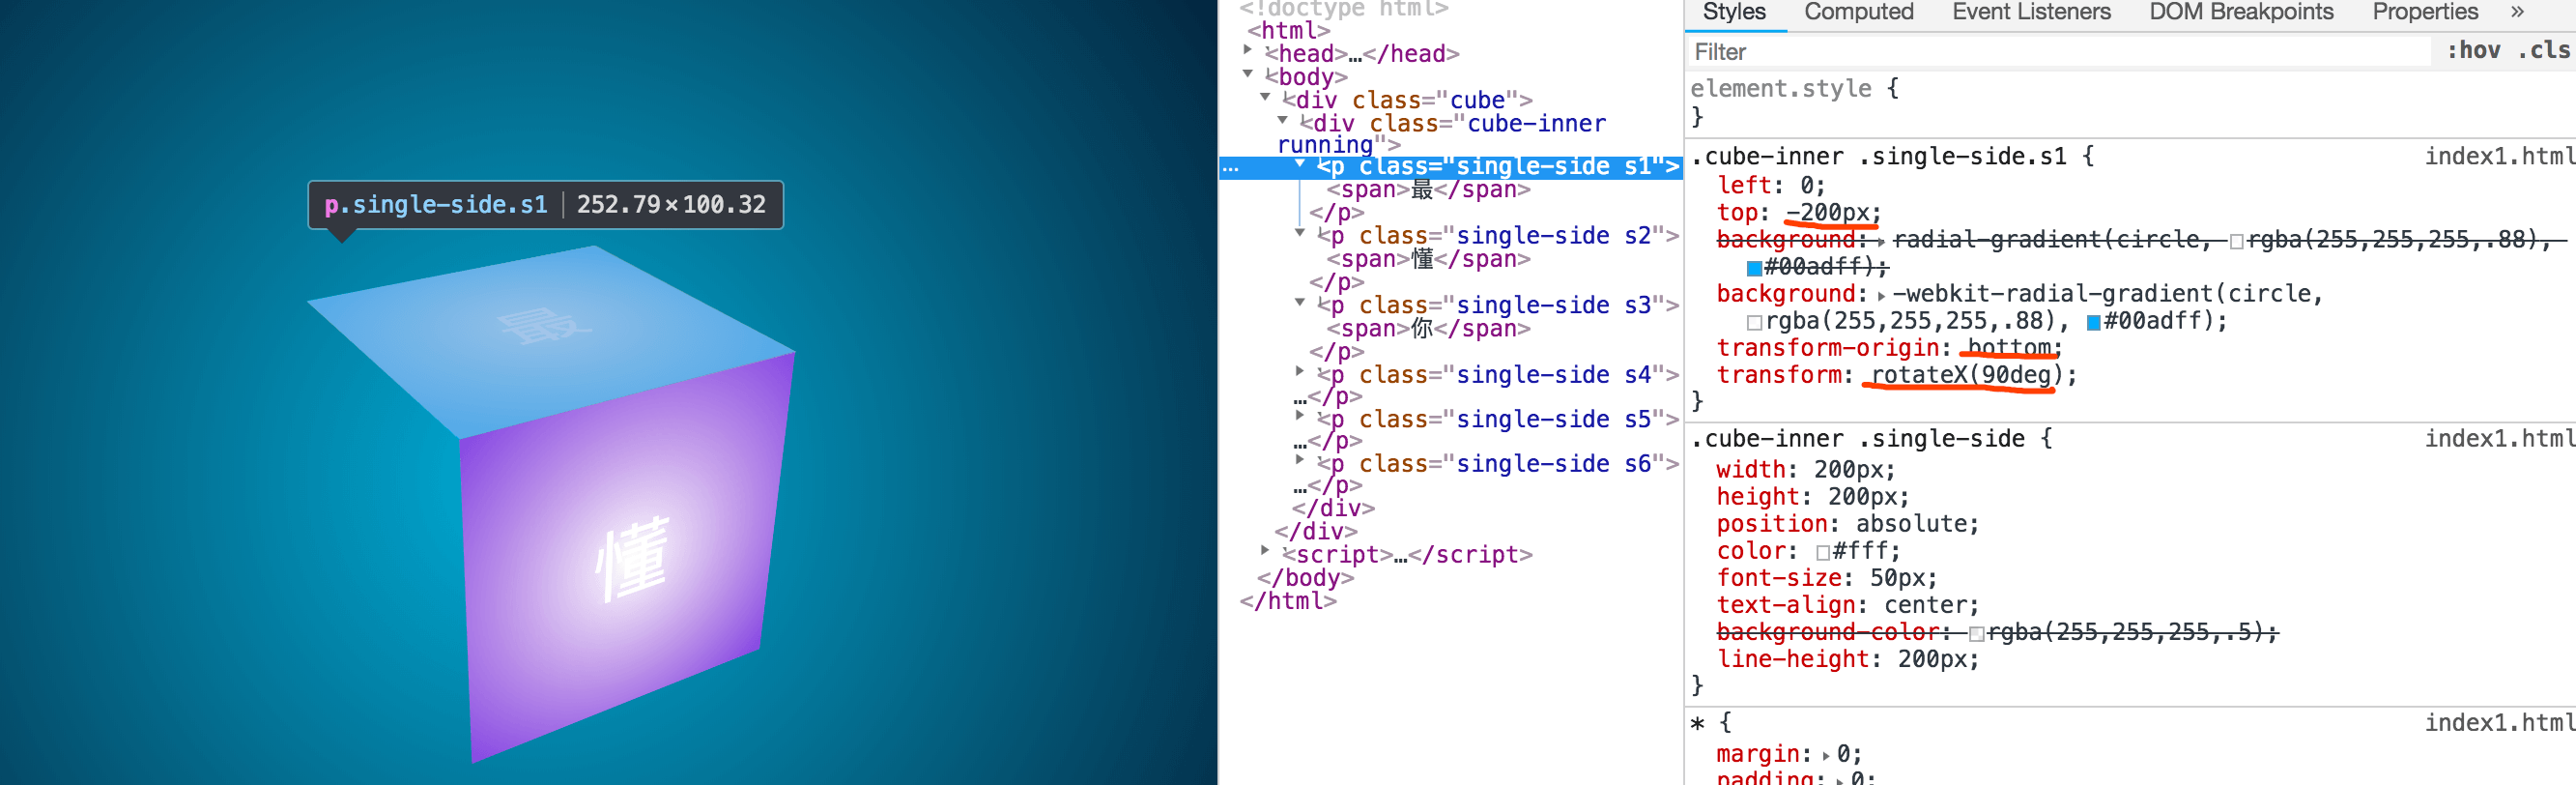 p.single-side.s1 252.79×100.32
最
懂
<!doctype html>
<html>
<head>…</head>
<body>
<div class="cube">
<div class="cube-inner
running">
… <p class="single-side s1">
<span>最</span>
</p>
<p class="single-side s2">
<span>懂</span>
</p>
<p class="single-side s3">
<span>你</span>
</p>
<p class="single-side s4">
…</p>
<p class="single-side s5">
…</p>
<p class="single-side s6">
…</p>
</div>
</div>
<script>…</script>
</body>
</html>
Styles Computed Event Listeners DOM Breakpoints Properties »
Filter :hov .cls
element.style {
}
.cube-inner .single-side.s1 { index1.html
left: 0;
top: -200px;
background: radial-gradient(circle, rgba(255,255,255,.88),
#00adff);
background: -webkit-radial-gradient(circle,
rgba(255,255,255,.88), #00adff);
transform-origin: bottom;
transform: rotateX(90deg);
}
.cube-inner .single-side { index1.html
width: 200px;
height: 200px;
position: absolute;
color: #fff;
font-size: 50px;
text-align: center;
background-color: rgba(255,255,255,.5);
line-height: 200px;
}
* { index1.html
margin: 0;
padding: 0;